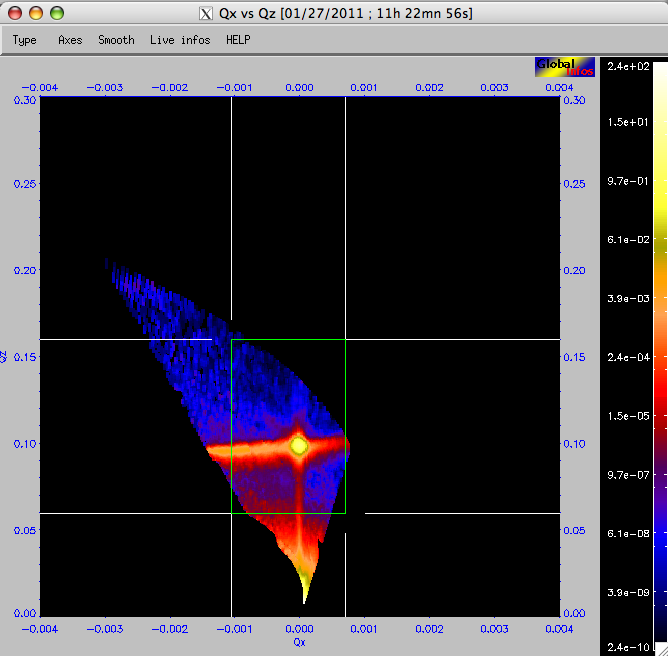 Qx vs Qz [01/27/2011 ; 11h 22mn 56s]
Type Axes Smooth Live infos HELP
Global
Infos
-0.004 -0.003 -0.002 -0.001 0.000 0.001 0.002 0.003 0.004
0.30 0.30
0.25 0.25
0.20 0.20
0.15 0.15
Qz
0.10 0.10
0.05 0.05
0.00 0.00
-0.004 -0.003 -0.002 -0.001 0.000 0.001 0.002 0.003 0.004
Qx
2.4e+02
1.5e+01
9.7e-01
6.1e-02
3.9e-03
2.4e-04
1.5e-05
9.7e-07
6.1e-08
3.9e-09
2.4e-10